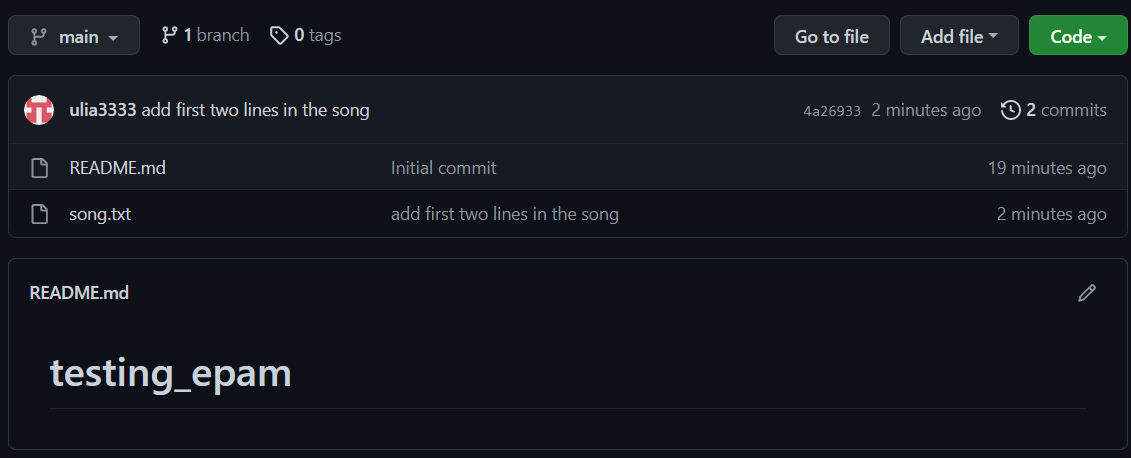 main 1 branch 0 tags Go to file Add file Code
ulia3333 add first two lines in the song 4a26933 2 minutes ago 2 commits
README.md Initial commit 19 minutes ago
song.txt add first two lines in the song 2 minutes ago
README.md
testing_epam